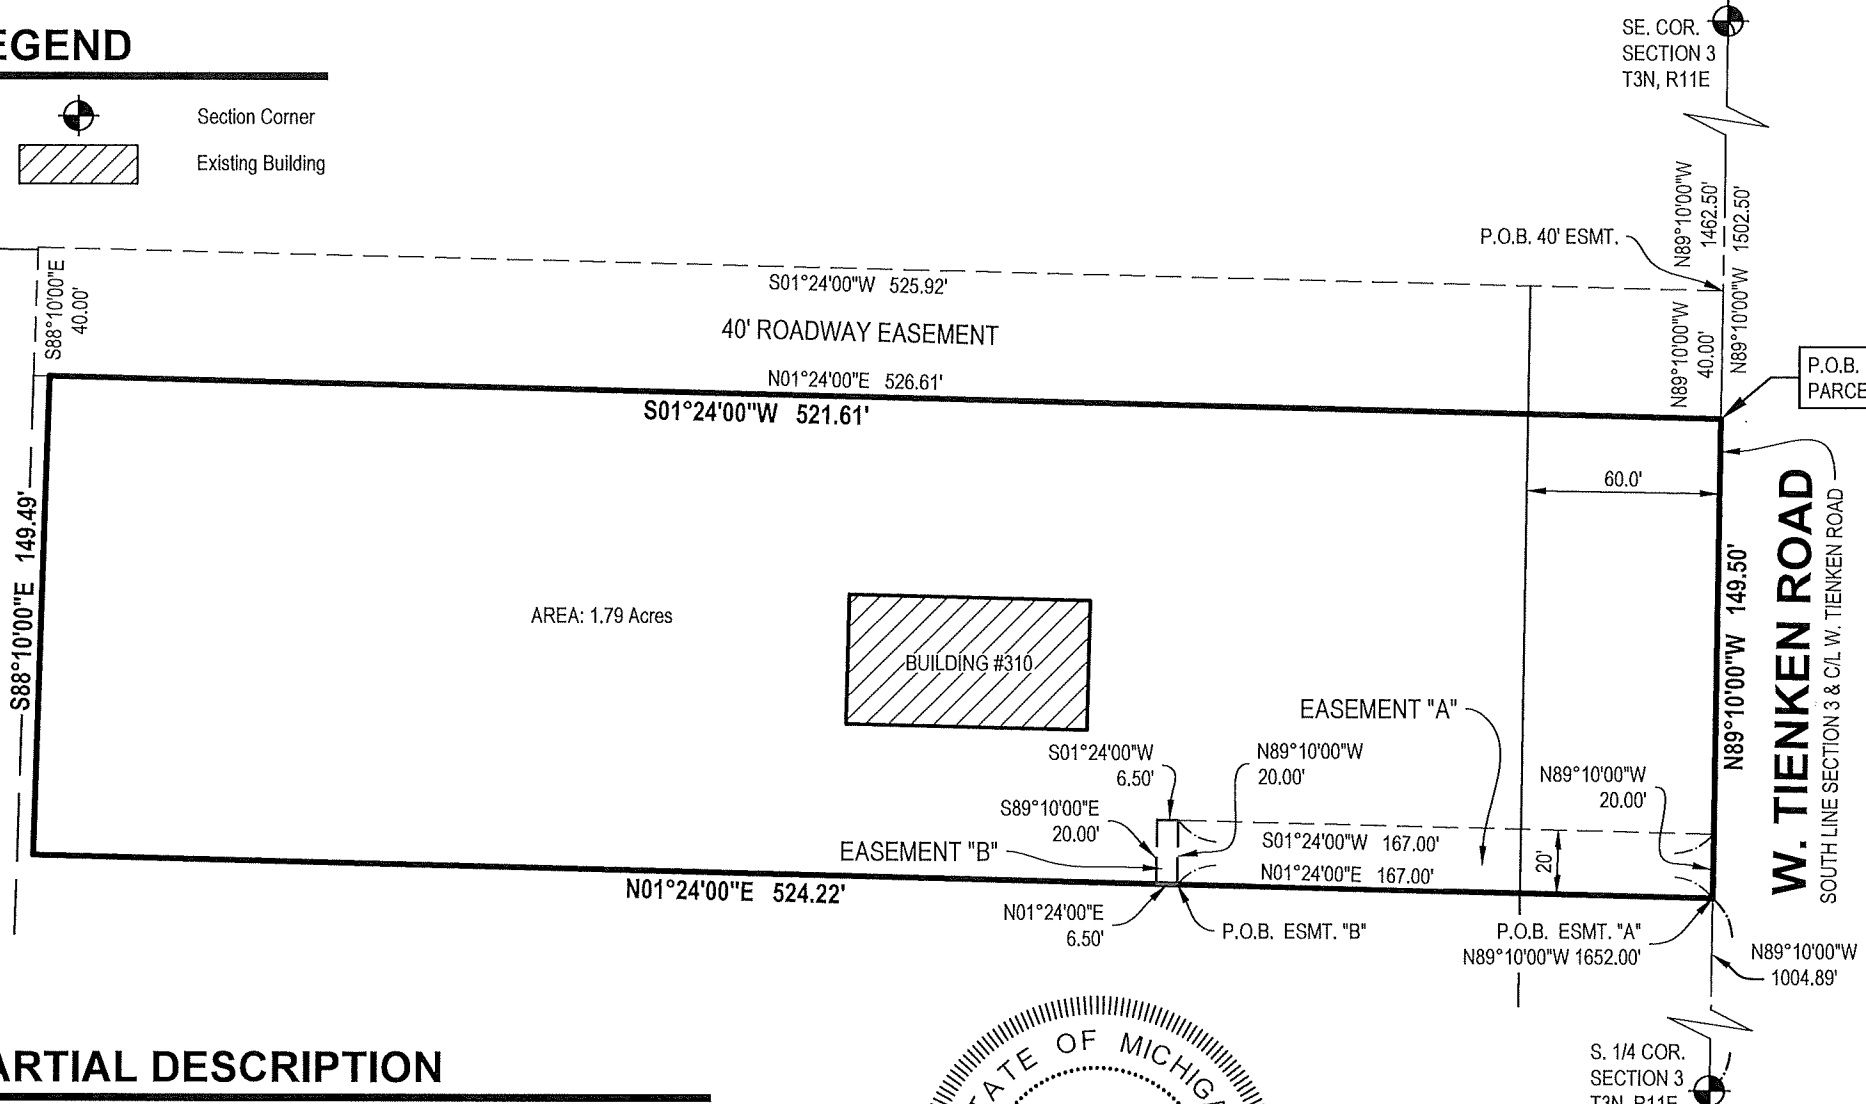 EGEND
Section Corner
Existing Building
SE. COR.
SECTION 3
T3N, R11E
N89°10'00"W
1462.50'
N89°10'00"W 1502.50'
P.O.B. 40' ESMT.
S88°10'00"E
40.00'
S01°24'00"W 525.92'
40' ROADWAY EASEMENT
N01°24'00"E 526.61'
N89°10'00"W
40.00'
P.O.B.
PARCE
S01°24'00"W 521.61'
60.0'
S88°10'00"E 149.49'
AREA: 1.79 Acres
BUILDING #310
N89°10'00"W 149.50'
W. TIENKEN ROAD
SOUTH LINE SECTION 3 & C/L W. TIENKEN ROAD
EASEMENT "A"
S01°24'00"W
6.50'
N89°10'00"W
20.00'
N89°10'00"W
20.00'
S89°10'00"E
20.00'
EASEMENT "B"
S01°24'00"W 167.00'
N01°24'00"E 167.00'
20'
N01°24'00"E 524.22'
N01°24'00"E
6.50'
P.O.B. ESMT. "B"
P.O.B. ESMT. "A"
N89°10'00"W 1652.00'
N89°10'00"W
1004.89'
ARTIAL DESCRIPTION
TATE OF MICHIGA
S. 1/4 COR.
SECTION 3
T3N, R11E